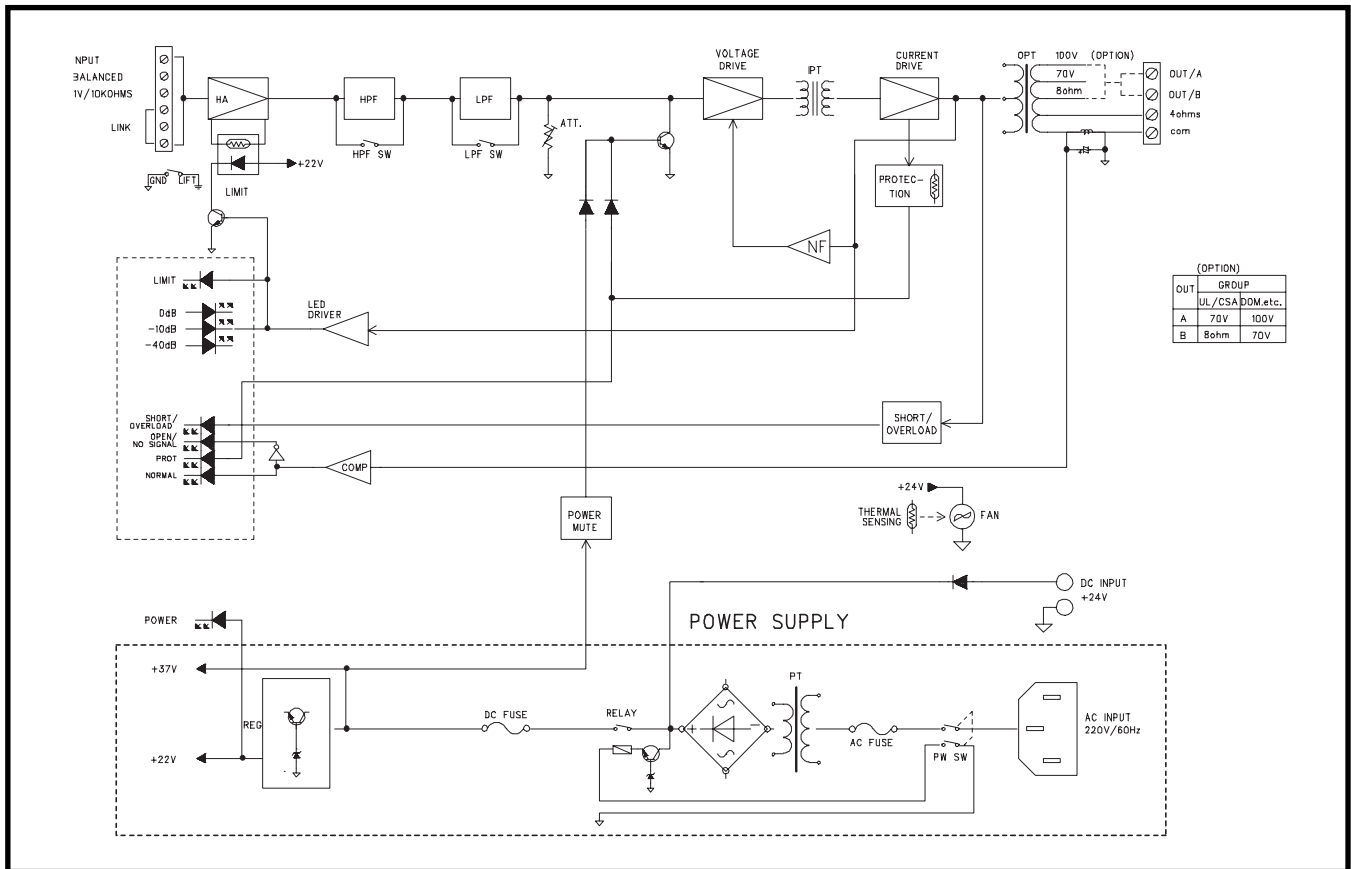 NPUT
BALANCED
1V/10KOHMS
LINK
GND LIFT
HA
+22V
LIMIT
HPF
HPF SW
LPF
LPF SW
ATT.
VOLTAGE
DRIVE
IPT
CURRENT
DRIVE
PROTEC-
TION
NF
OPT
100V (OPTION)
70V
8ohm
OUT/A
OUT/B
4ohms
com
(OPTION)
OUT GROUP
UL/CSA DOM.etc.
A 70V 100V
B 8ohm 70V
LIMIT
0dB
-10dB
-40dB
LED
DRIVER
SHORT/
OVERLOAD
OPEN/
NO SIGNAL
PROT
NORMAL
COMP
SHORT/
OVERLOAD
POWER
MUTE
+24V
THERMAL
SENSING
FAN
DC INPUT
+24V
POWER
POWER SUPPLY
+37V
REG
+22V
DC FUSE
RELAY
+ -
PT
AC FUSE
PW SW
AC INPUT
220V/60Hz